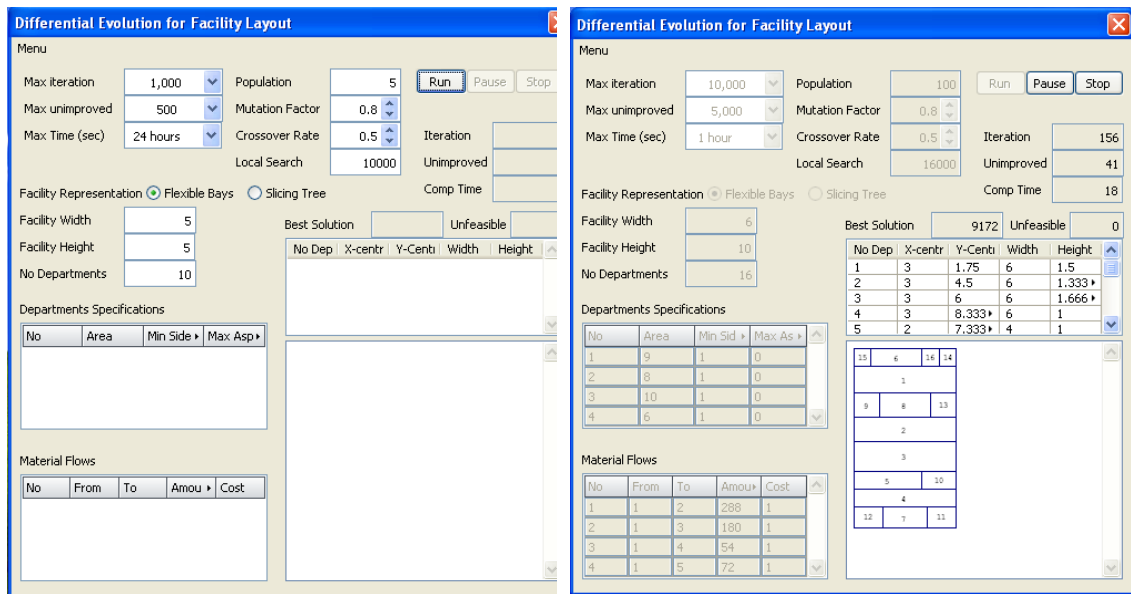 Differential Evolution for Facility Layout
Menu
Max iteration 1,000 Population 5 Run Pause Stop
Max unimproved 500 Mutation Factor 0.8
Max Time (sec) 24 hours Crossover Rate 0.5 Iteration
Local Search 10000 Unimproved
Facility Representation Flexible Bays Slicing Tree Comp Time
Facility Width 5 Best Solution Unfeasible
Facility Height 5 No Dep X-centr Y-Centi Width Height
No Departments 10
Departments Specifications
No Area Min Side Max Asp
Material Flows
No From To Amou Cost
Differential Evolution for Facility Layout
Menu
Max iteration 10,000 Population 100 Run Pause Stop
Max unimproved 5,000 Mutation Factor 0.8
Max Time (sec) 1 hour Crossover Rate 0.5 Iteration 156
Local Search 16000 Unimproved 41
Facility Representation Flexible Bays Slicing Tree Comp Time 18
Facility Width 6 Best Solution 9172 Unfeasible 0
Facility Height 10
No Departments 16
No Dep X-centr Y-Centi Width Height
1 3 1.75 6 1.5
2 3 4.5 6 1.333
3 3 6 6 1.666
4 3 8.333 6 1
5 2 7.333 4 1
Departments Specifications
No Area Min Sid Max As
1 9 1 0
2 8 1 0
3 10 1 0
4 6 1 0
Material Flows
No From To Amou Cost
1 1 2 288 1
2 1 3 180 1
3 1 4 54 1
4 1 5 72 1
15 6 16 14
1
9 8 13
2
3
5 10
4
12 7 11